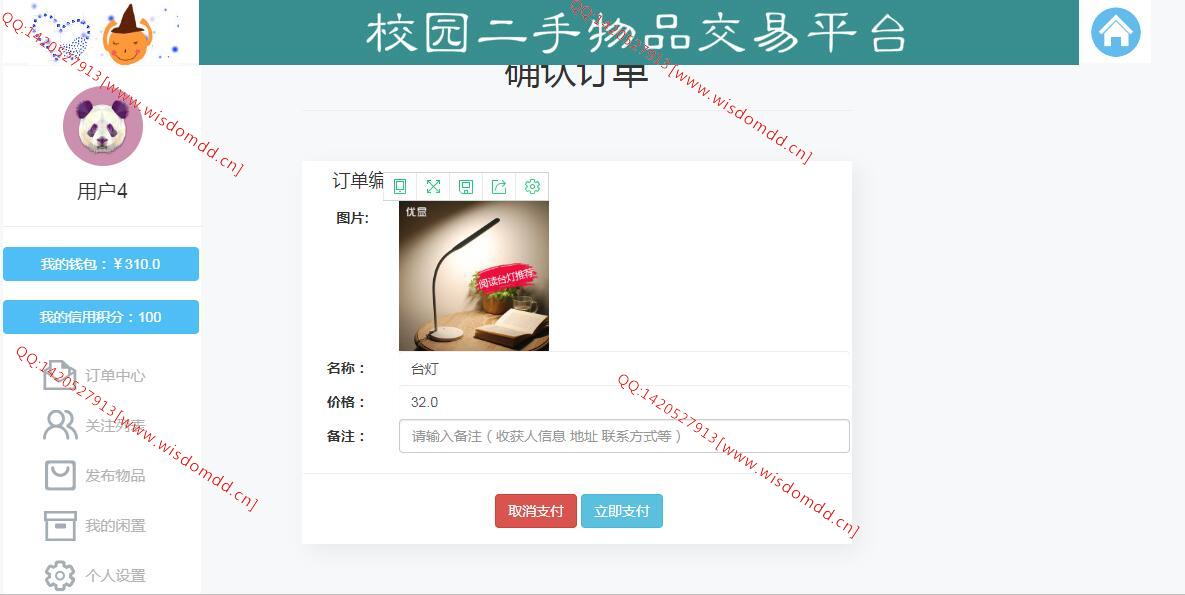 校园二手物品交易平台
确认订单
用户4
我的钱包：￥310.0
我的信用积分：100
订单中心
关注列表
发布物品
我的闲置
个人设置
订单编
图片:
优品
阅读台灯推荐
名称：
台灯
价格：
32.0
备注：
请输入备注（收获人信息 地址 联系方式等）
取消支付
立即支付
QQ:1420527913[www.wisdomdd.cn]
QQ:1420527913[www.wisdomdd.cn]
QQ:1420527913[www.wisdomdd.cn]
QQ:1420527913[www.wisdomdd.cn]